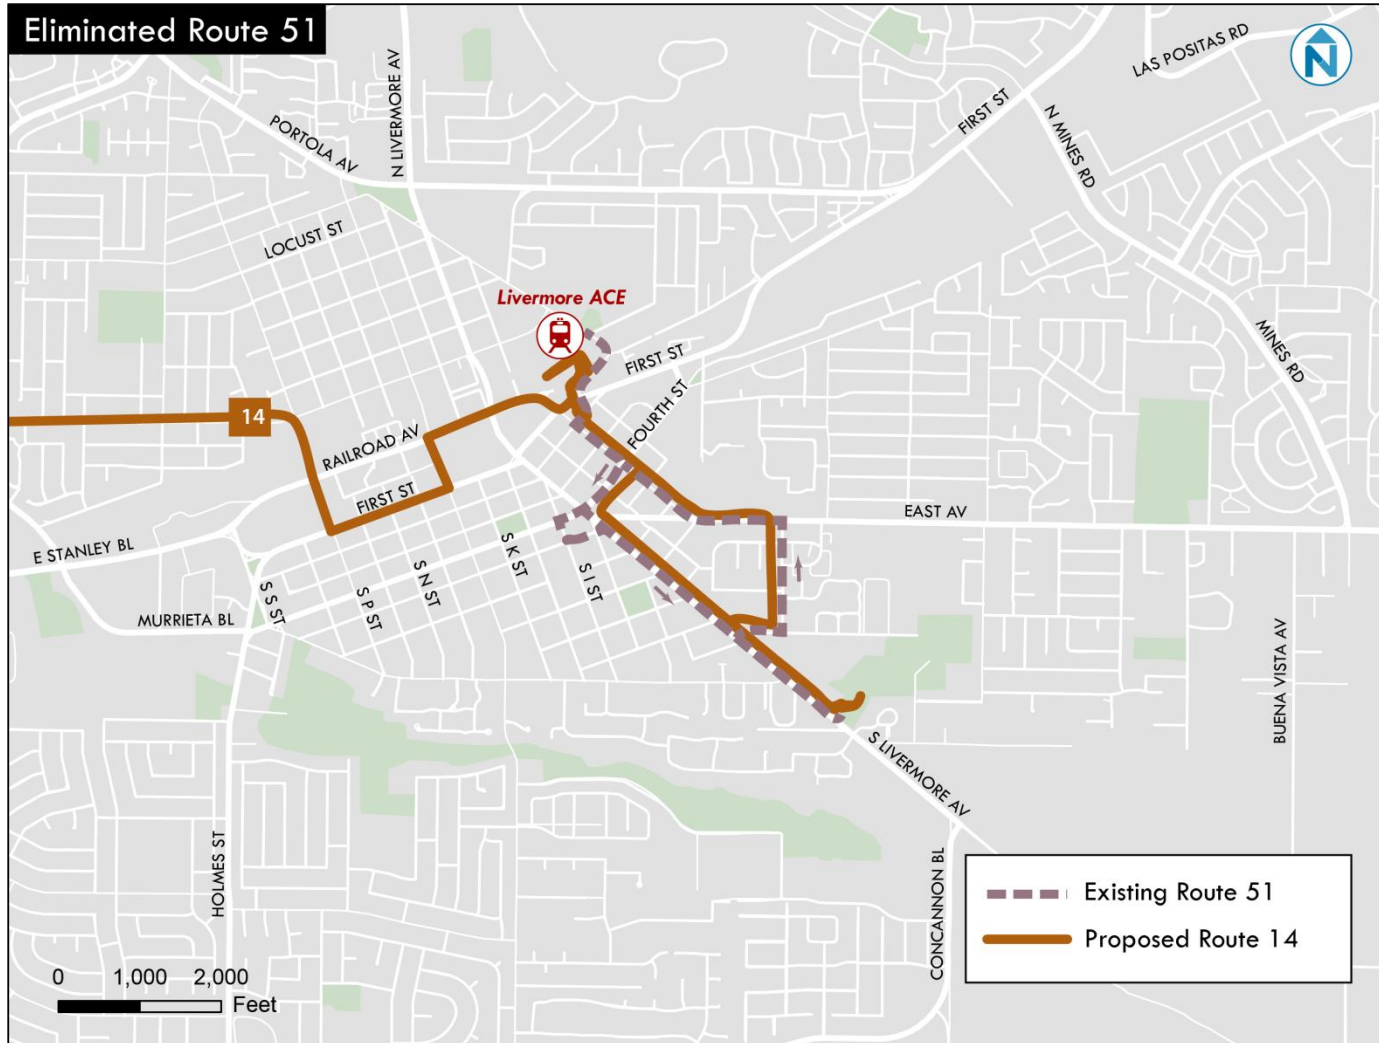 Eliminated Route 51
N
LAS POSITAS RD
N LIVERMORE AV
FIRST ST
N MINES RD
PORTOLA AV
LOCUST ST
Livermore ACE
MINES RD
FIRST ST
14
FOURTH ST
RAILROAD AV
FIRST ST
EAST AV
E STANLEY BL
S K ST
S I ST
S N ST
S P ST
S S ST
MURRIETA BL
BUENA VISTA AV
S LIVERMORE AV
HOLMES ST
CONCANNON BL
Existing Route 51
Proposed Route 14
0 1,000 2,000
Feet